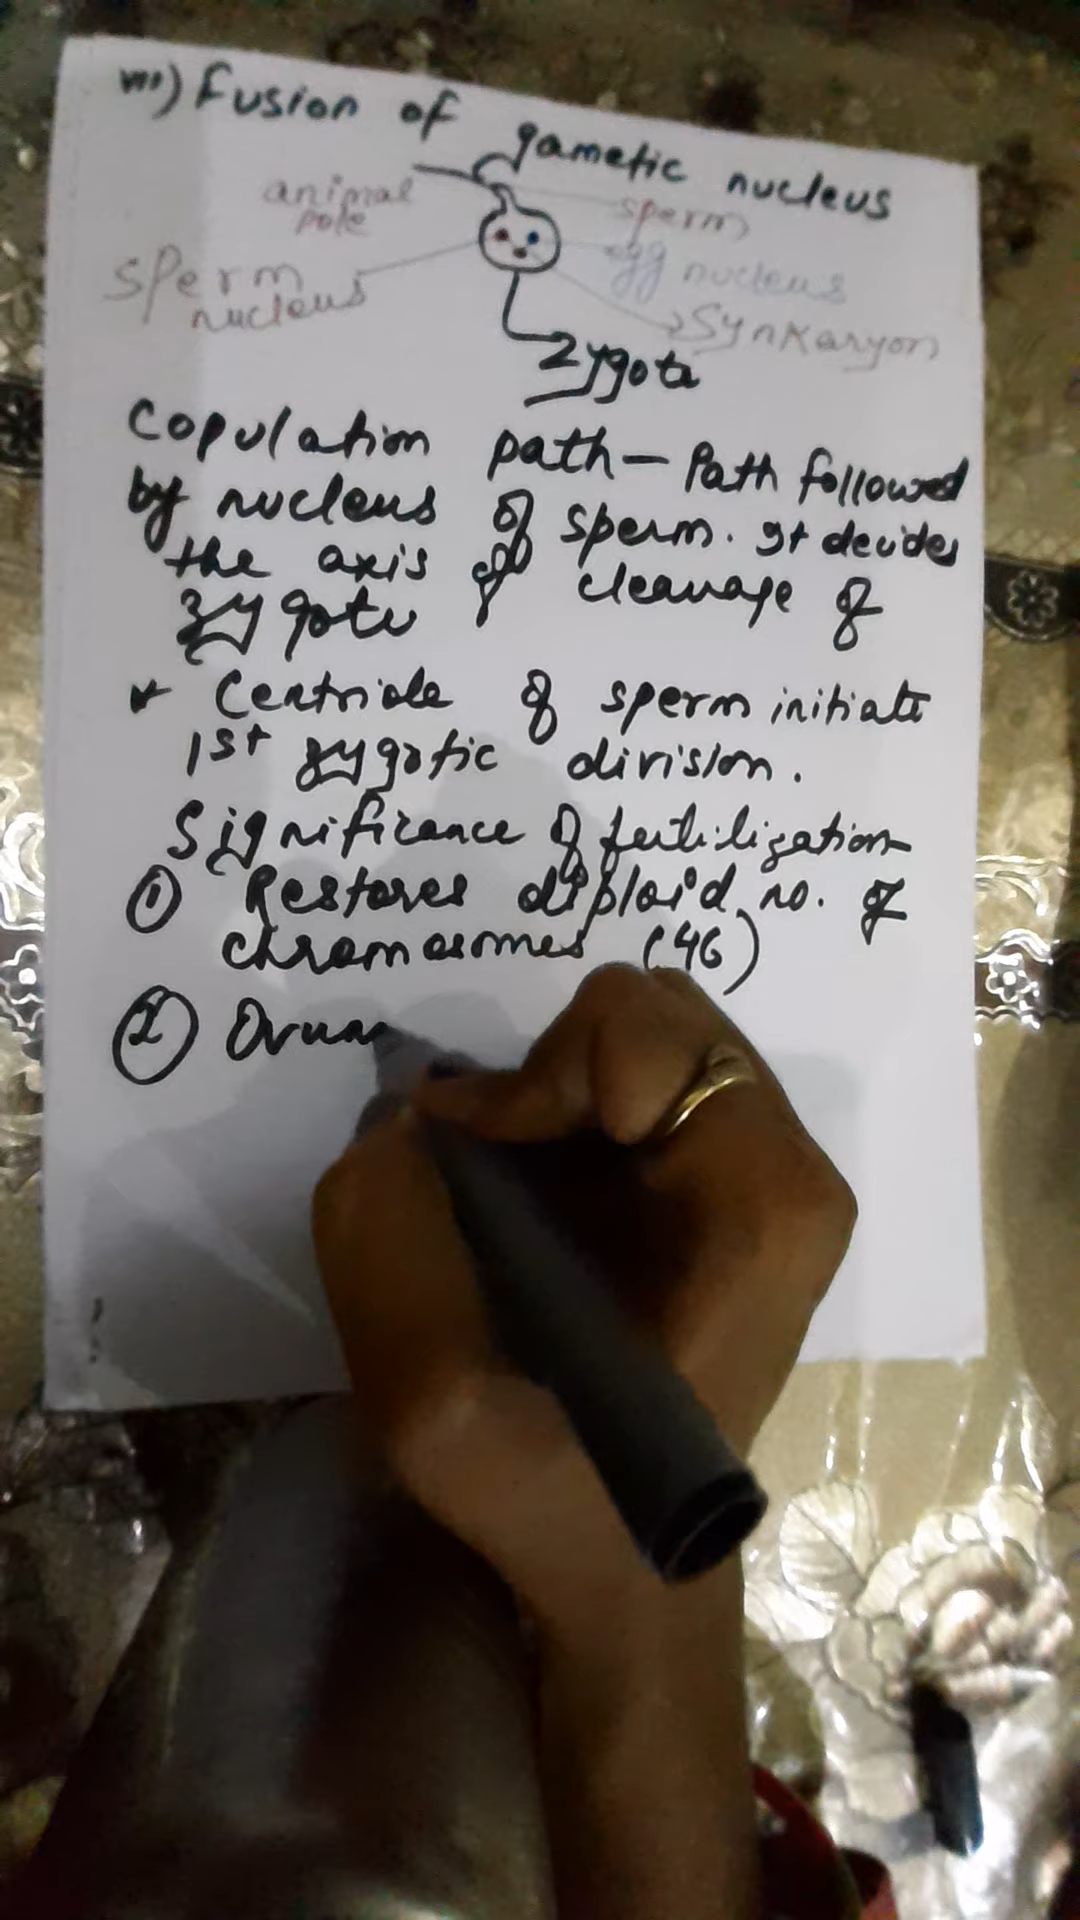 VIII) Fusion of gametic nucleus
animal pole
sperm
sperm nucleus
egg nucleus
Synkaryon
Zygote
Copulation path - Path followed
by nucleus of sperm. It decides
the axis of cleavage of
zygote
* Centriole of sperm initiate
1st zygotic division.
Significance of fertilization
① Restores diploid no. of
chromosomes (46)
② Ovum